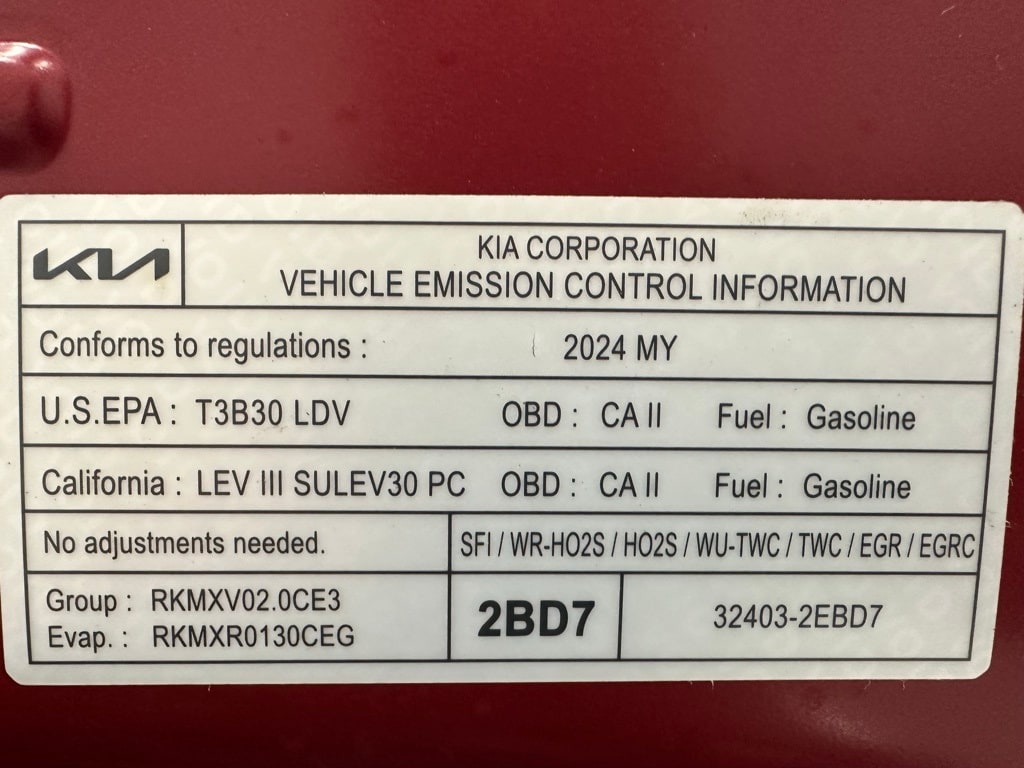 KIA
KIA CORPORATION
VEHICLE EMISSION CONTROL INFORMATION
Conforms to regulations : 2024 MY
U.S.EPA : T3B30 LDV OBD : CA II Fuel : Gasoline
California : LEV III SULEV30 PC OBD : CA II Fuel : Gasoline
No adjustments needed. SFI / WR-HO2S / HO2S / WU-TWC / TWC / EGR / EGRC
Group : RKMXV02.0CE3
Evap. : RKMXR0130CEG
2BD7 32403-2EBD7